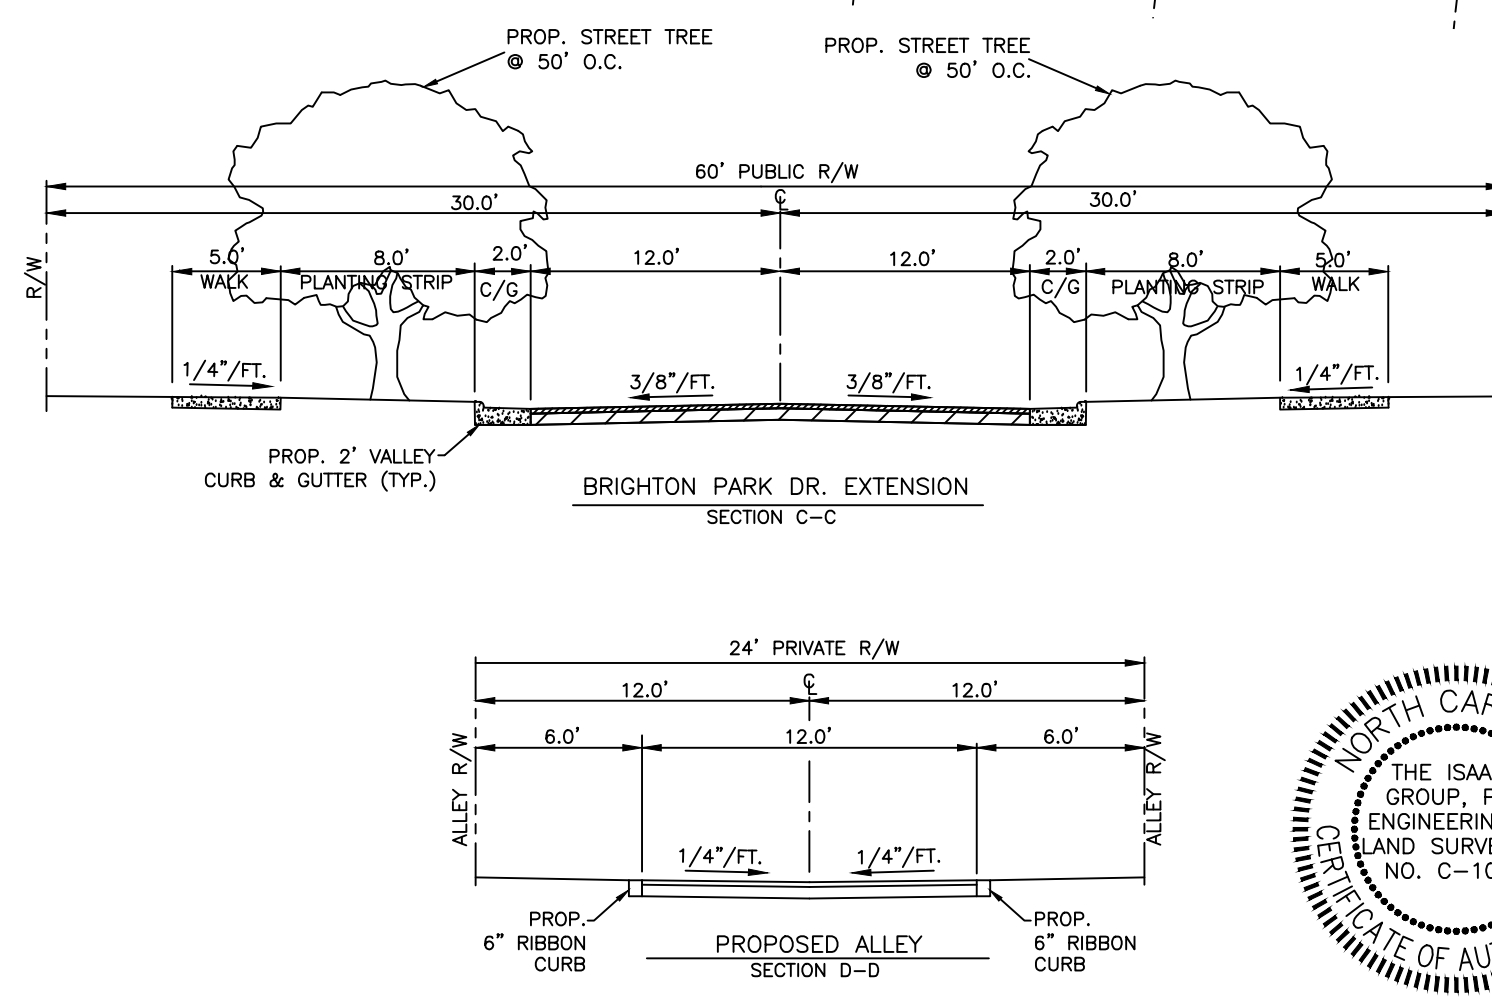 PROP. STREET TREE
@ 50' O.C.
PROP. STREET TREE
@ 50' O.C.
60' PUBLIC R/W
℄
30.0'
30.0'
R/W
5.0'
WALK
8.0'
PLANTING STRIP
2.0'
C/G
12.0'
12.0'
2.0'
C/G
8.0'
PLANTING STRIP
5.0'
WALK
1/4"/FT.
3/8"/FT.
3/8"/FT.
1/4"/FT.
PROP. 2' VALLEY
CURB & GUTTER (TYP.)
BRIGHTON PARK DR. EXTENSION
SECTION C-C
24' PRIVATE R/W
℄
12.0'
12.0'
6.0'
12.0'
6.0'
ALLEY R/W
ALLEY R/W
1/4"/FT.
1/4"/FT.
PROP.
6" RIBBON
CURB
PROP.
6" RIBBON
CURB
PROPOSED ALLEY
SECTION D-D
NORTH CAR
THE ISAA
GROUP, P
ENGINEERIN
LAND SURVE
NO. C-10
CERTIFICATE OF AUT